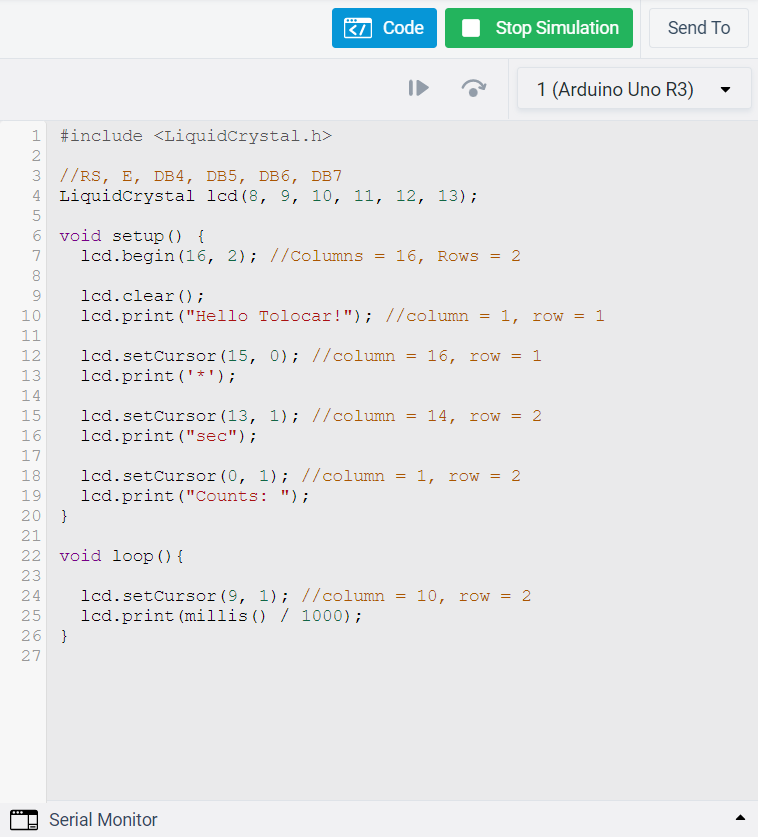 Code
Stop Simulation
Send To
1 (Arduino Uno R3)
1 #include <LiquidCrystal.h>
2
3 //RS, E, DB4, DB5, DB6, DB7
4 LiquidCrystal lcd(8, 9, 10, 11, 12, 13);
5
6 void setup() {
7   lcd.begin(16, 2); //Columns = 16, Rows = 2
8
9   lcd.clear();
10   lcd.print("Hello Tolocar!"); //column = 1, row = 1
11
12   lcd.setCursor(15, 0); //column = 16, row = 1
13   lcd.print('*');
14
15   lcd.setCursor(13, 1); //column = 14, row = 2
16   lcd.print("sec");
17
18   lcd.setCursor(0, 1); //column = 1, row = 2
19   lcd.print("Counts: ");
20 }
21
22 void loop(){
23
24   lcd.setCursor(9, 1); //column = 10, row = 2
25   lcd.print(millis() / 1000);
26 }
27
Serial Monitor